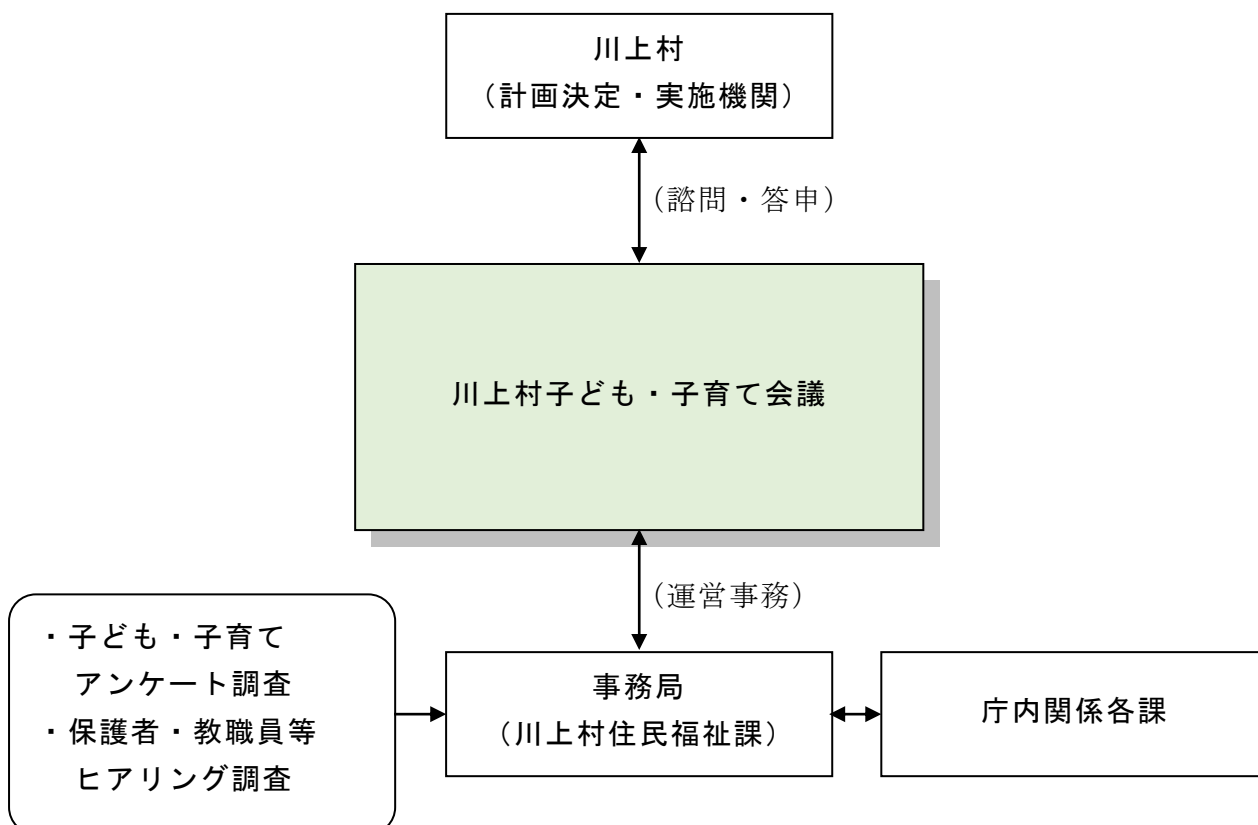 川上村
（計画決定・実施機関）
（諮問・答申）
川上村子ども・子育て会議
（運営事務）
・子ども・子育て
アンケート調査
・保護者・教職員等
ヒアリング調査
事務局
（川上村住民福祉課）
庁内関係各課